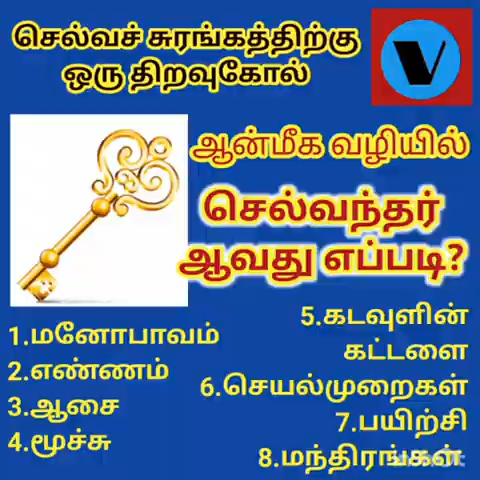 செல்வச் சுரங்கத்திற்கு
ஒரு திறவுகோல்
V
ஆன்மீக வழியில்
செல்வந்தர்
ஆவது எப்படி?
1.மனோபாவம்
2.எண்ணம்
3.ஆசை
4.மூச்சு
5.கடவுளின்
கட்டளை
6.செயல்முறைகள்
7.பயிற்சி
8.மந்திரங்கள்